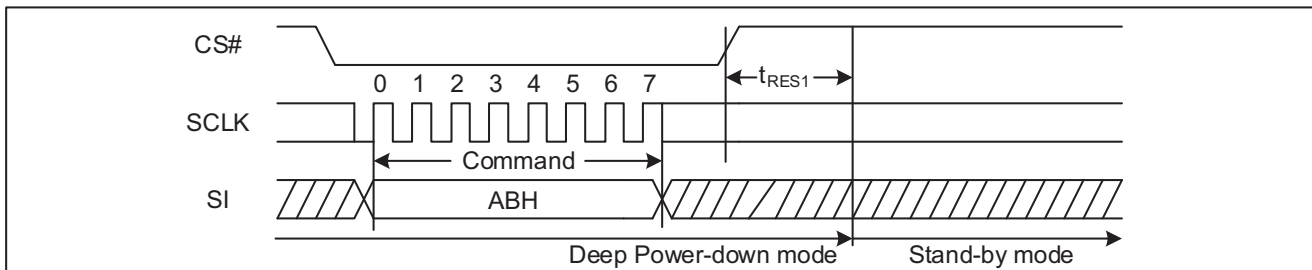 CS#
t_RES1
0 1 2 3 4 5 6 7
SCLK
Command
SI
ABH
Deep Power-down mode
Stand-by mode